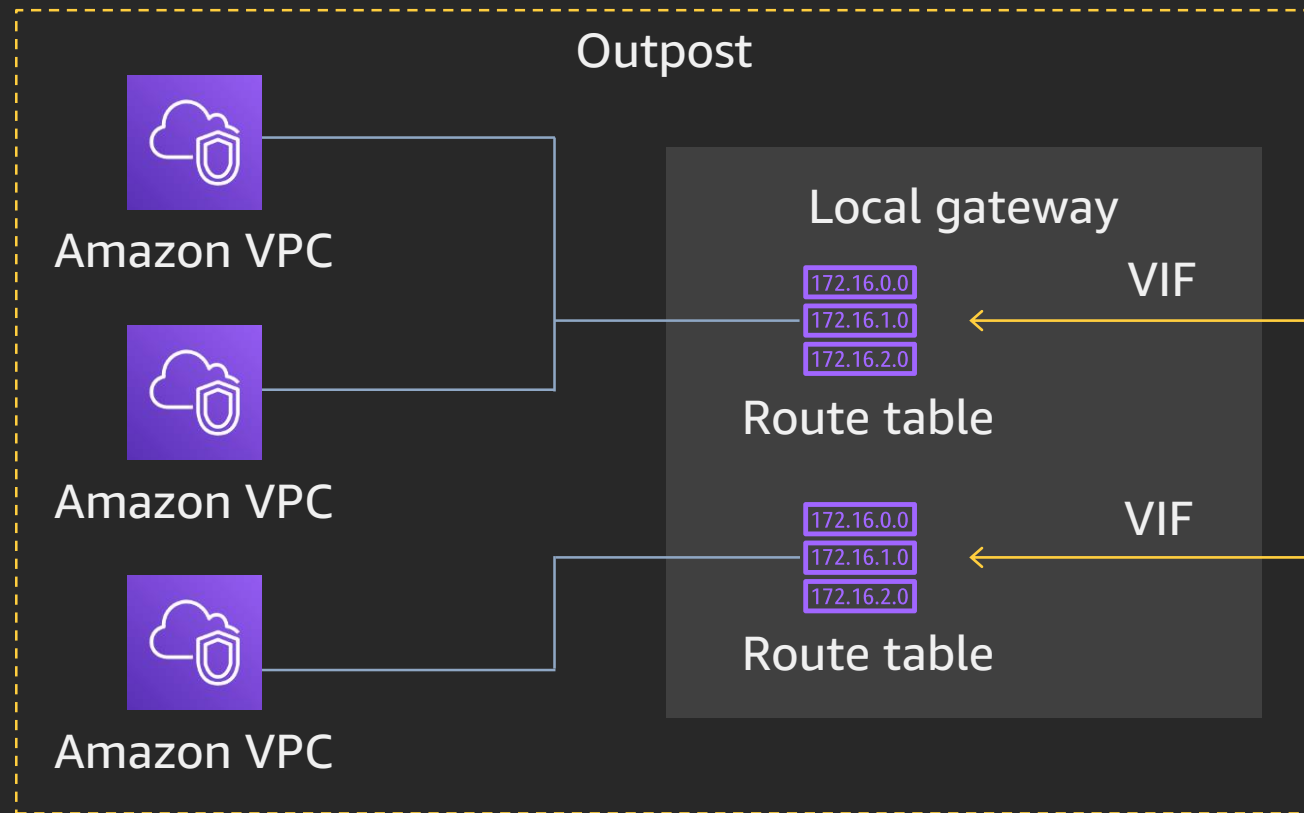 Outpost
Amazon VPC
Amazon VPC
Amazon VPC
Local gateway
172.16.0.0
172.16.1.0
172.16.2.0
Route table
VIF
172.16.0.0
172.16.1.0
172.16.2.0
Route table
VIF